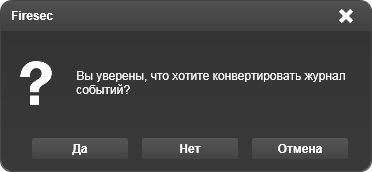 Firesec
Вы уверены, что хотите конвертировать журнал
событий?
Да
Нет
Отмена